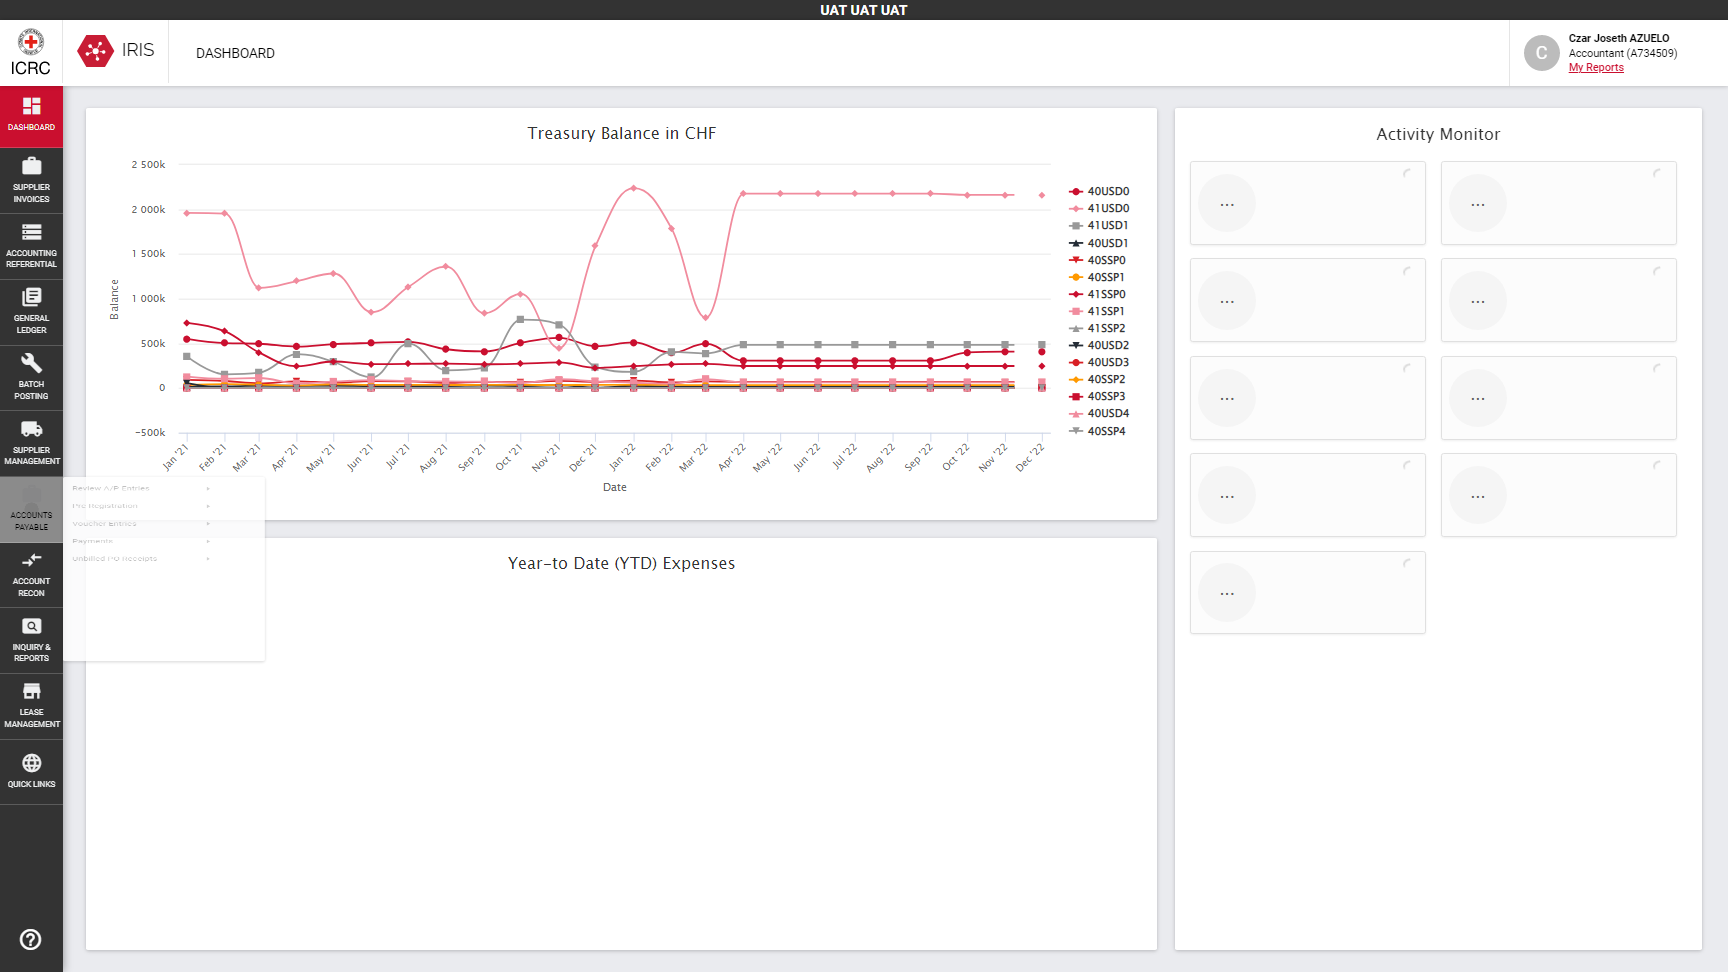 UAT UAT UAT
ICRC
IRIS
DASHBOARD
Czar Joseth AZUELO
Accountant (A734509)
My Reports
DASHBOARD
SUPPLIER
INVOICES
ACCOUNTING
REFERENTIAL
GENERAL
LEDGER
BATCH
POSTING
SUPPLIER
MANAGEMENT
ACCOUNTS
PAYABLE
ACCOUNT
RECON
INQUIRY &
REPORTS
LEASE
MANAGEMENT
QUICK LINKS
Review A/P Entries
Pre Registration
Voucher Entries
Payments
Unbilled PO Receipts
Treasury Balance in CHF
Balance
2 500k
2 000k
1 500k
1 000k
500k
0
−500k
Jan '21
Feb '21
Mar '21
Apr '21
May '21
Jun '21
Jul '21
Aug '21
Sep '21
Oct '21
Nov '21
Dec '21
Jan '22
Feb '22
Mar '22
Apr '22
May '22
Jun '22
Jul '22
Aug '22
Sep '22
Oct '22
Nov '22
Dec '22
Date
40USD0
41USD0
41USD1
40USD1
40SSP0
40SSP1
41SSP0
41SSP1
41SSP2
40USD2
40USD3
40SSP2
40SSP3
40USD4
40SSP4
Year-to Date (YTD) Expenses
Activity Monitor
...
...
...
...
...
...
...
...
...